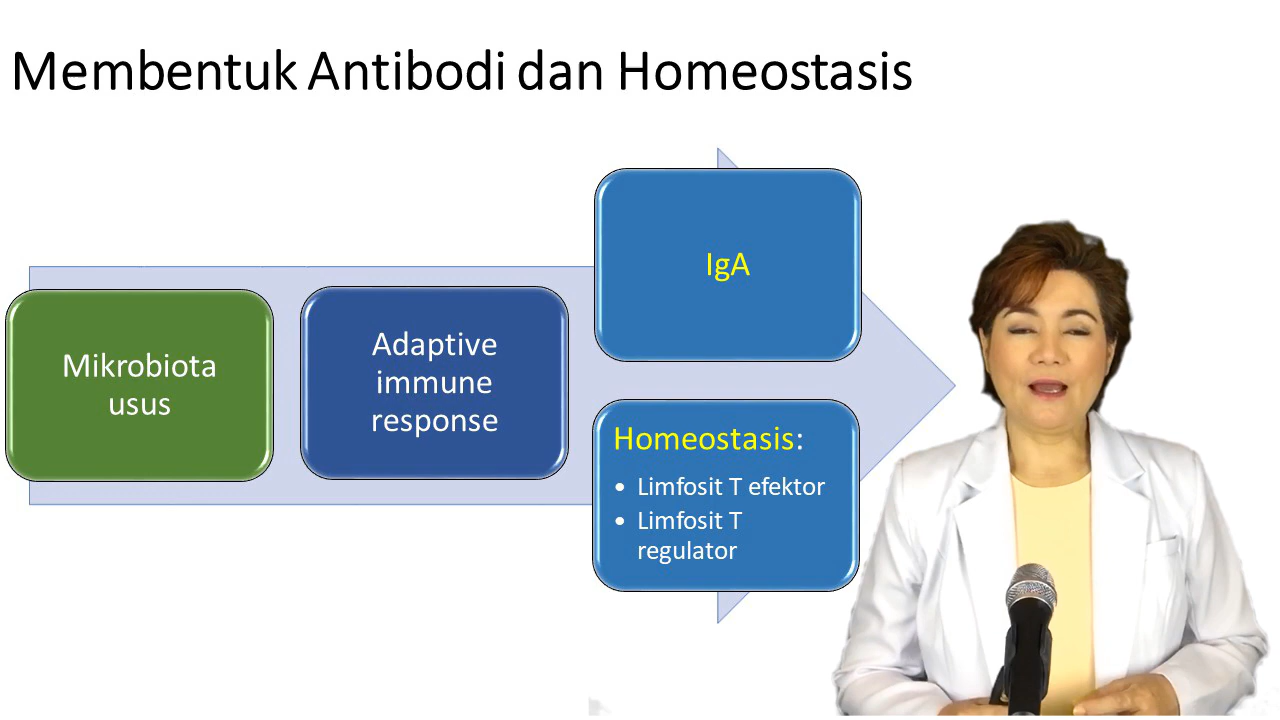 Membentuk Antibodi dan Homeostasis
Mikrobiota
usus
Adaptive
immune
response
IgA
Homeostasis:
• Limfosit T efektor
• Limfosit T
regulator